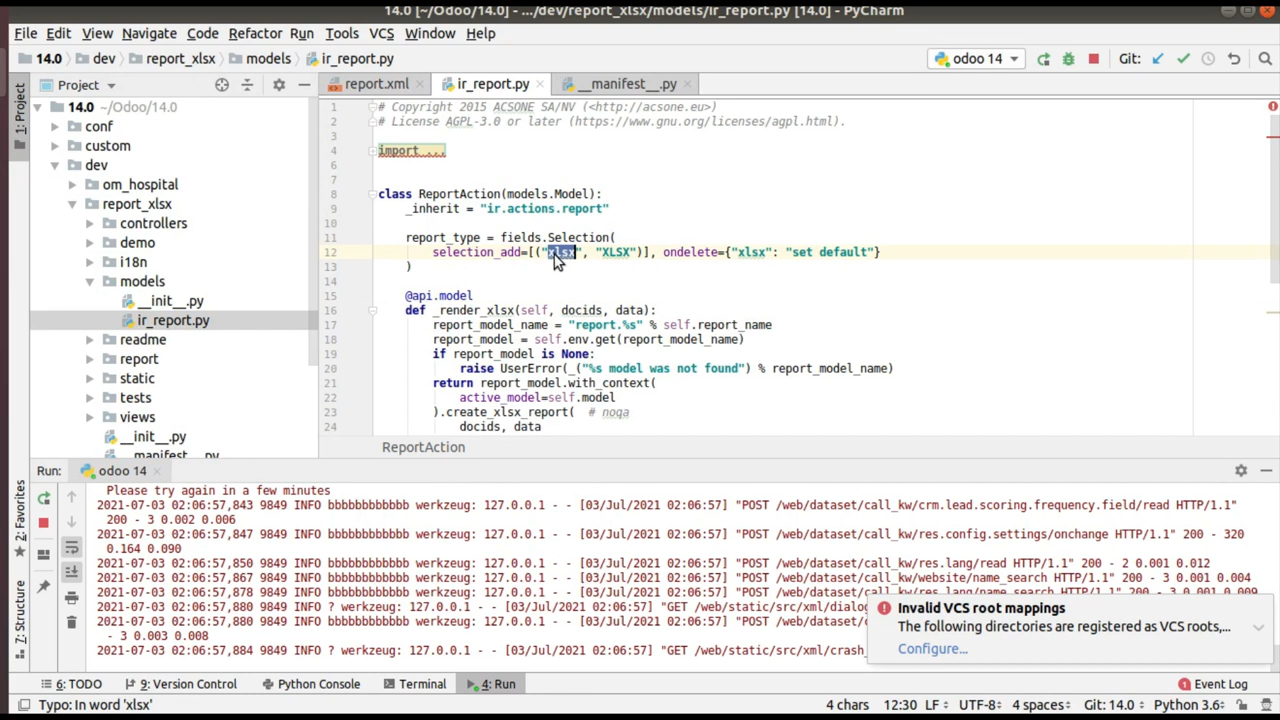 14.0 [~/Odoo/14.0] - .../dev/report_xlsx/models/ir_report.py [14.0] - PyCharm
File Edit View Navigate Code Refactor Run Tools VCS Window Help
14.0 dev report_xlsx models ir_report.py odoo 14 Git:
Project report.xml ir_report.py __manifest__.py
1: Project
14.0 ~/Odoo/14.0
conf
custom
dev
om_hospital
report_xlsx
controllers
demo
i18n
models
__init__.py
ir_report.py
readme
report
static
tests
views
__init__.py
__manifest__.py
1 # Copyright 2015 ACSONE SA/NV (<http://acsone.eu>)
2 # License AGPL-3.0 or later (https://www.gnu.org/licenses/agpl.html).
3
4 import ...
6
7
8 class ReportAction(models.Model):
9 _inherit = "ir.actions.report"
10
11 report_type = fields.Selection(
12 selection_add=[("xlsx", "XLSX")], ondelete={"xlsx": "set default"}
13 )
14
15 @api.model
16 def _render_xlsx(self, docids, data):
17 report_model_name = "report.%s" % self.report_name
18 report_model = self.env.get(report_model_name)
19 if report_model is None:
20 raise UserError(_("%s model was not found") % report_model_name)
21 return report_model.with_context(
22 active_model=self.model
23 ).create_xlsx_report( # noqa
24 docids, data
ReportAction
Run: odoo 14
2: Favorites
7: Structure
Please try again in a few minutes
2021-07-03 02:06:57,843 9849 INFO bbbbbbbbbbbb werkzeug: 127.0.0.1 - - [03/Jul/2021 02:06:57] "POST /web/dataset/call_kw/crm.lead.scoring.frequency.field/read HTTP/1.1"
200 - 3 0.002 0.006
2021-07-03 02:06:57,847 9849 INFO bbbbbbbbbbbb werkzeug: 127.0.0.1 - - [03/Jul/2021 02:06:57] "POST /web/dataset/call_kw/res.config.settings/onchange HTTP/1.1" 200 - 320
0.164 0.090
2021-07-03 02:06:57,850 9849 INFO bbbbbbbbbbbb werkzeug: 127.0.0.1 - - [03/Jul/2021 02:06:57] "POST /web/dataset/call_kw/res.lang/read HTTP/1.1" 200 - 2 0.001 0.012
2021-07-03 02:06:57,867 9849 INFO bbbbbbbbbbbb werkzeug: 127.0.0.1 - - [03/Jul/2021 02:06:57] "POST /web/dataset/call_kw/website/name_search HTTP/1.1" 200 - 3 0.001 0.004
2021-07-03 02:06:57,878 9849 INFO bbbbbbbbbbbb werkzeug: 127.0.0.1 - - [03/Jul/2021 02:06:57] "POST /web/dataset/call_kw/res.lang/name_search HTTP/1.1" 200 - 3 0.001 0.009
2021-07-03 02:06:57,880 9849 INFO ? werkzeug: 127.0.0.1 - - [03/Jul/2021 02:06:57] "GET /web/static/src/xml/dialog
2021-07-03 02:06:57,880 9849 INFO bbbbbbbbbbbb werkzeug: 127.0.0.1 - - [03/Jul/2021 02:06:57] "POST /web/dataset/
- 3 0.003 0.008
2021-07-03 02:06:57,884 9849 INFO ? werkzeug: 127.0.0.1 - - [03/Jul/2021 02:06:57] "GET /web/static/src/xml/crash_
Invalid VCS root mappings
The following directories are registered as VCS roots,...
Configure...
6: TODO 9: Version Control Python Console Terminal 4: Run 1 Event Log
Typo: In word 'xlsx' 4 chars 12:30 LF UTF-8 4 spaces Git: 14.0 Python 3.6